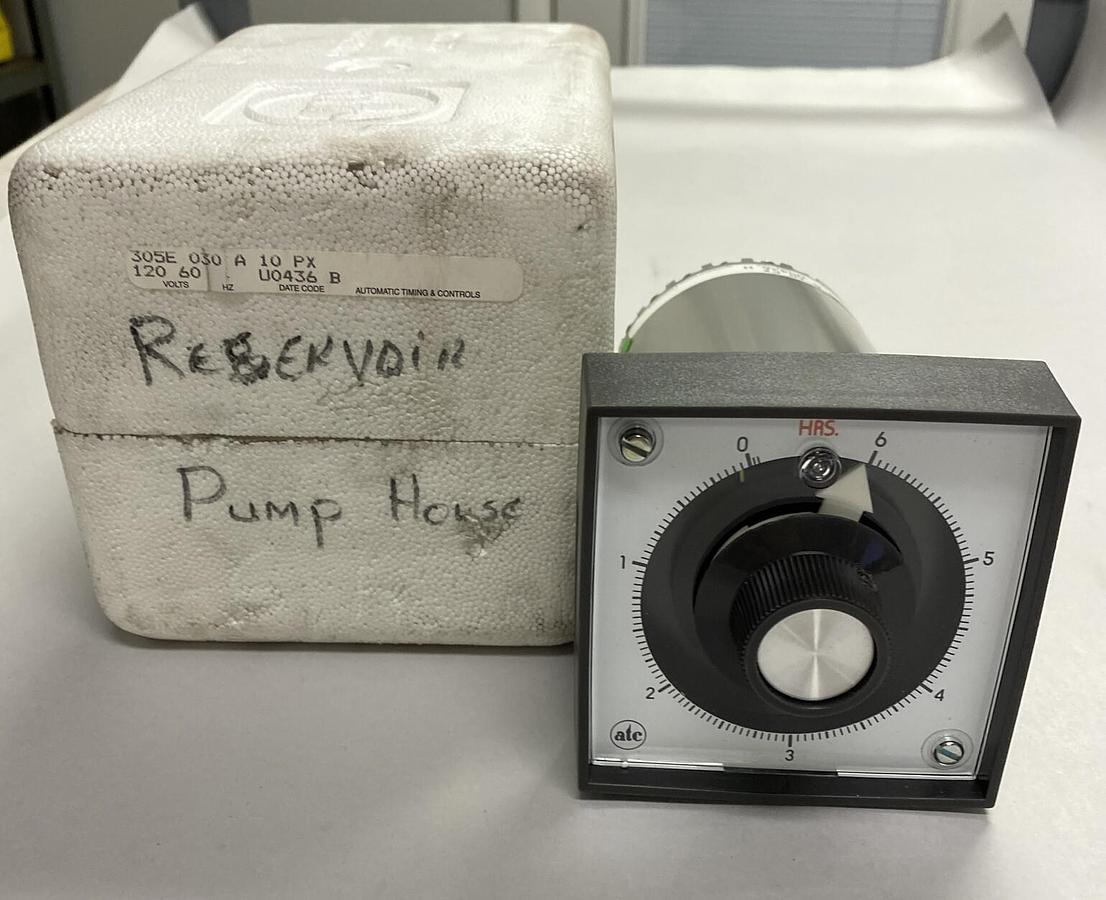 305E 030 A 10 PX
120 60 U0436 B
VOLTS HZ DATE CODE AUTOMATIC TIMING & CONTROLS
RESERVOIR
PUMP HOUSE
HRS.
0 6
1 5
2 4
3
atc